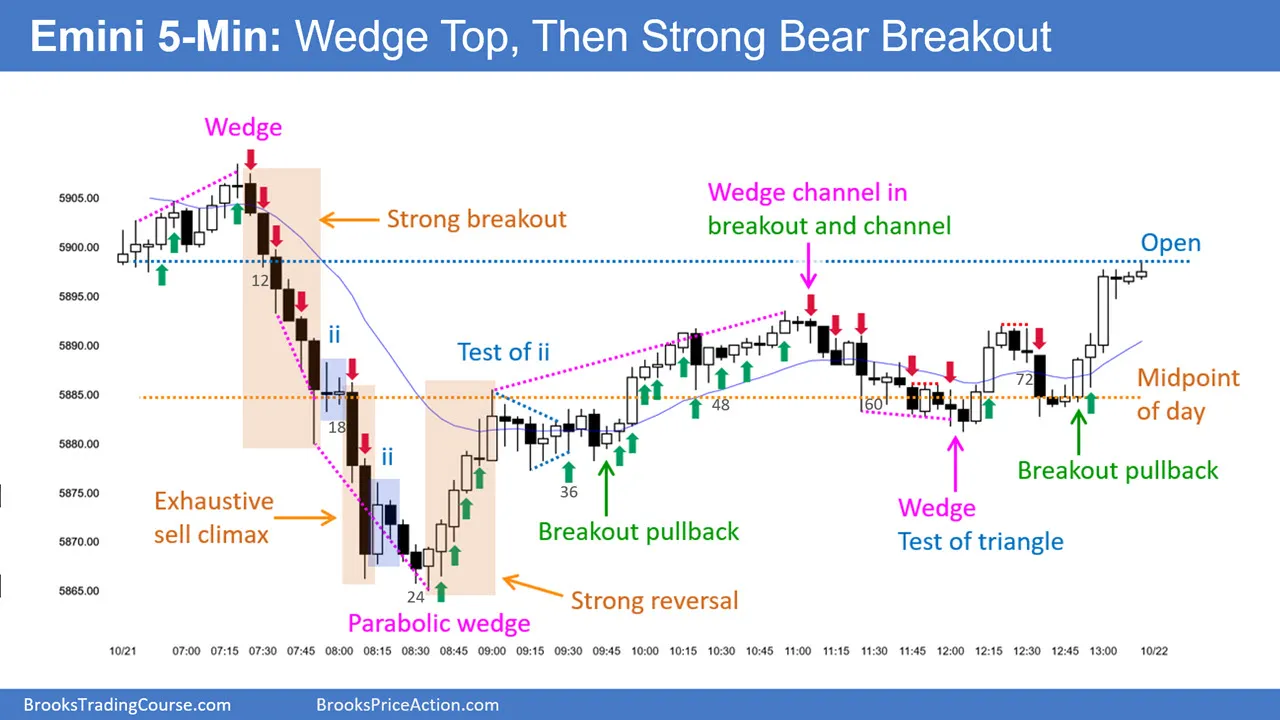 Emini 5-Min: Wedge Top, Then Strong Bear Breakout
Wedge
5905.00
5900.00
5895.00
5890.00
5885.00
5880.00
5875.00
5870.00
5865.00
Strong breakout
12
ii
18
Exhaustive
sell climax
ii
24
Parabolic wedge
Strong reversal
Test of ii
36
Breakout pullback
48
Wedge channel in
breakout and channel
60
Wedge
Test of triangle
72
Open
Midpoint
of day
Breakout pullback
10/21 07:00 07:15 07:30 07:45 08:00 08:15 08:30 08:45 09:00 09:15 09:30 09:45 10:00 10:15 10:30 10:45 11:00 11:15 11:30 11:45 12:00 12:15 12:30 12:45 13:00 10/22
BrooksTradingCourse.com BrooksPriceAction.com